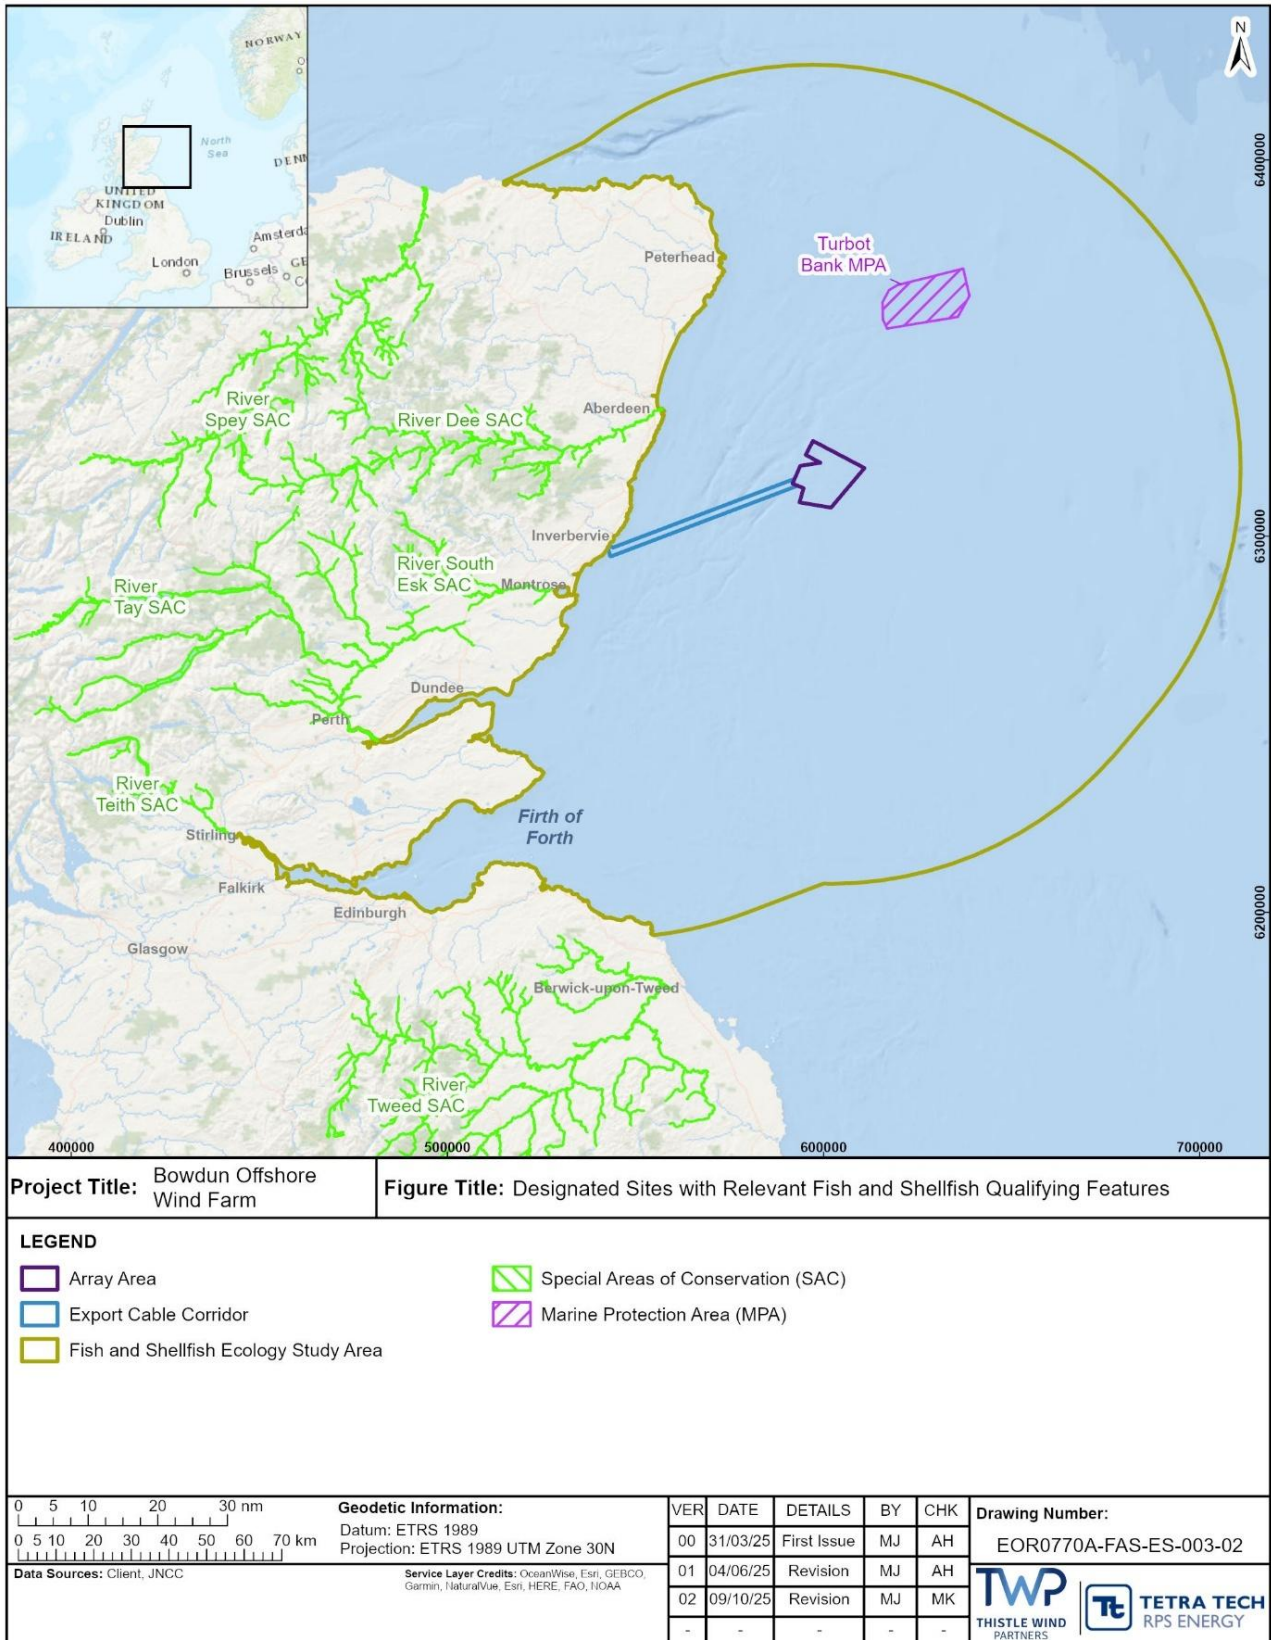 NORWAY
North
Sea
DEN
UNITED
KINGDOM
Dublin
IRELAND
Amsterda
London
Brussels
GE
N
6400000
Turbot
Bank MPA
Peterhead
River
Spey SAC
River Dee SAC
Aberdeen
Inverbervie
6300000
River South
Esk SAC
Montrose
River
Tay SAC
Dundee
Perth
River
Teith SAC
Firth of
Forth
Stirling
Falkirk
Edinburgh
6200000
Glasgow
Berwick-upon-Tweed
River
Tweed SAC
400000 500000 600000 700000
Project Title: Bowdun Offshore
Wind Farm
Figure Title: Designated Sites with Relevant Fish and Shellfish Qualifying Features
LEGEND
Array Area
Export Cable Corridor
Fish and Shellfish Ecology Study Area
Special Areas of Conservation (SAC)
Marine Protection Area (MPA)
0 5 10 20 30 nm
0 5 10 20 30 40 50 60 70 km
Geodetic Information:
Datum: ETRS 1989
Projection: ETRS 1989 UTM Zone 30N
Data Sources: Client, JNCC
Service Layer Credits: OceanWise, Esri, GEBCO,
Garmin, NaturalVue, Esri, HERE, FAO, NOAA
VER DATE DETAILS BY CHK
00 31/03/25 First Issue MJ AH
01 04/06/25 Revision MJ AH
02 09/10/25 Revision MJ MK
- - - - -
Drawing Number:
EOR0770A-FAS-ES-003-02
TWP
THISTLE WIND
PARTNERS
Tt
TETRA TECH
RPS ENERGY